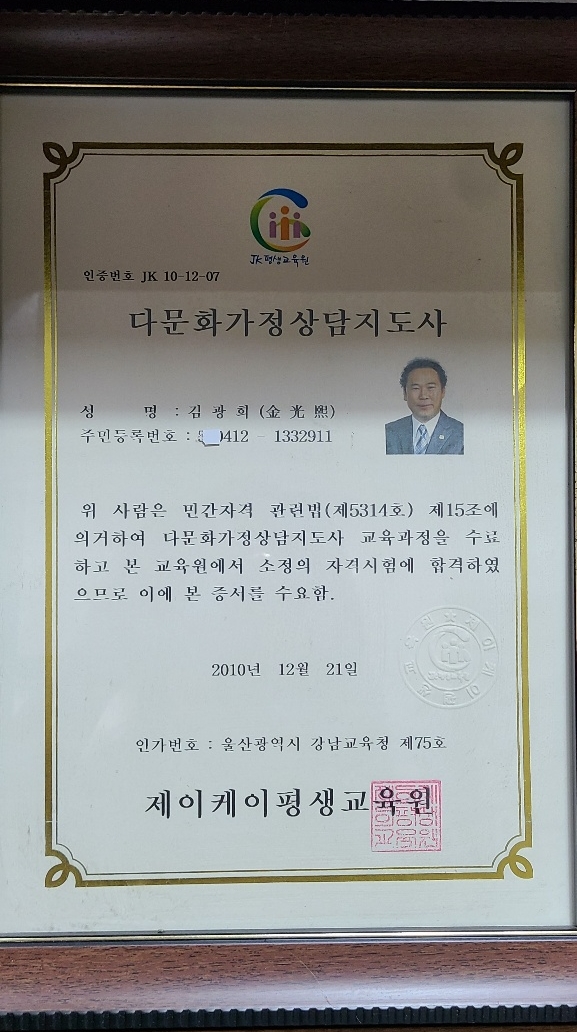 JK평생교육원
인증번호 JK 10-12-07
다문화가정상담지도사
성 명 : 김 광 희 (金 光 熙)
주민등록번호 : 0412 - 1332911
위 사람은 민간자격 관련법(제5314호) 제15조에
의거하여 다문화가정상담지도사 교육과정을 수료
하고 본 교육원에서 소정의 자격시험에 합격하였
으므로 이에 본 증서를 수요함.
2010년 12월 21일
인가번호 : 울산광역시 강남교육청 제75호
제이케이평생교육원